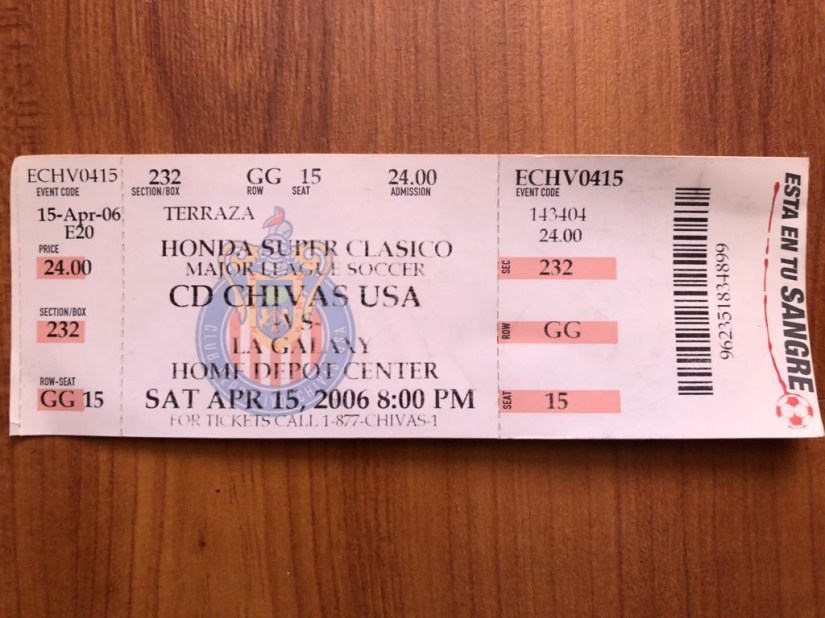 ECHV0415
EVENT CODE
15-Apr-06
E20
PRICE
24.00
SECTION/BOX
232
ROW-SEAT
GG 15
232 GG 15 24.00
SECTION/BOX ROW SEAT ADMISSION
TERRAZA
HONDA SUPER CLASICO
MAJOR LEAGUE SOCCER
CD CHIVAS USA
-VS-
LA GALAXY
HOME DEPOT CENTER
SAT APR 15, 2006 8:00 PM
FOR TICKETS CALL 1-877-CHIVAS-1
CLUB
ECHV0415
EVENT CODE
143404
24.00
SEC 232
ROW GG
SEAT 15
962351834899
ESTA EN TU SANGRE